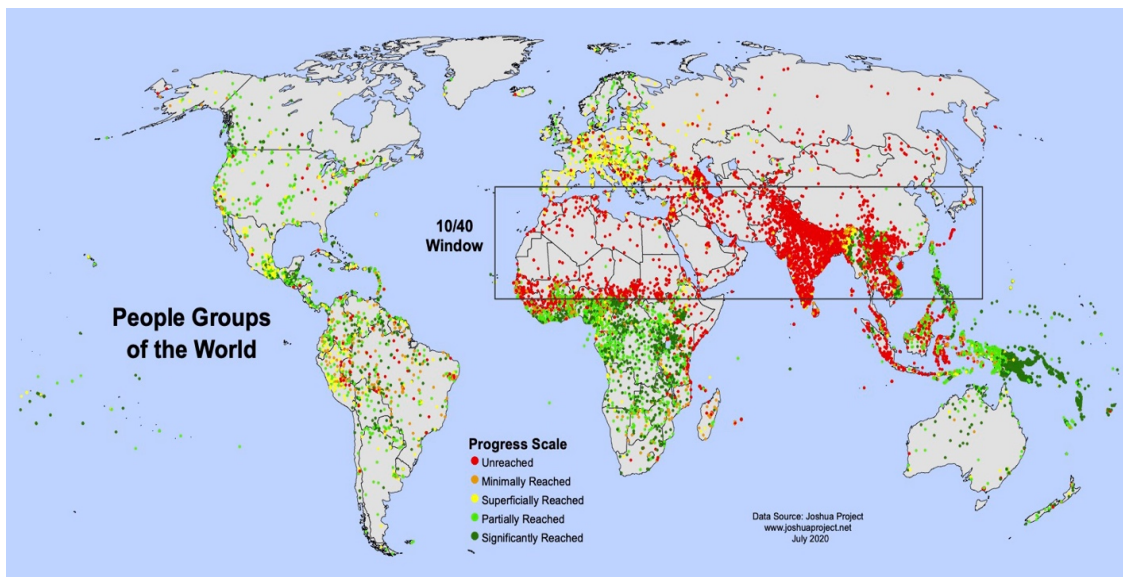 10/40
Window
People Groups
of the World
Progress Scale
Unreached
Minimally Reached
Superficially Reached
Partially Reached
Significantly Reached
Data Source: Joshua Project
www.joshuaproject.net
July 2020